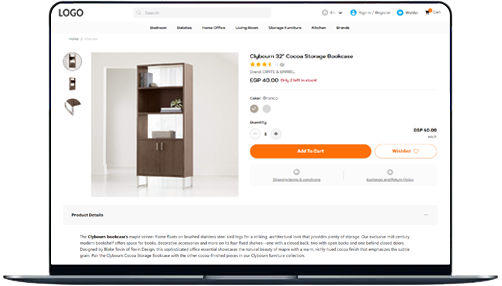 LOGO
Search
En
Sign In / Register
Wishlist
Cart
Bedroom
Home Office
Living Room
Storage Furniture
Kitchen
Brands
Home / Clybourn
Clybourn 32" Cocoa Storage Bookcase
Brand: CRATE & BARREL
EGP 40.00 Only 2 left in stock!
Color:
Quantity
1
EGP 40.00
each
Add To Cart
Wishlist
Shipping terms & conditions
Exchange and Return Policy
Product Details
The Clybourn bookcase's maple veneer frame floats on brushed stainless steel sled legs for a striking, architectural look that provides plenty of storage. Our exclusive mid-century
modern bookshelf offers space for books, decorative accessories and more on its four fixed shelves—one with a closed back, two with open backs and one behind closed doors.
Designed by Blake Tovin of Tovin Design, this sophisticated office essential showcases the natural beauty of maple with a warm, richly hued cocoa finish that emphasizes the subtle
grain. Pair the Clybourn Cocoa Storage Bookcase with the other cocoa-finished pieces in our Clybourn furniture collection.